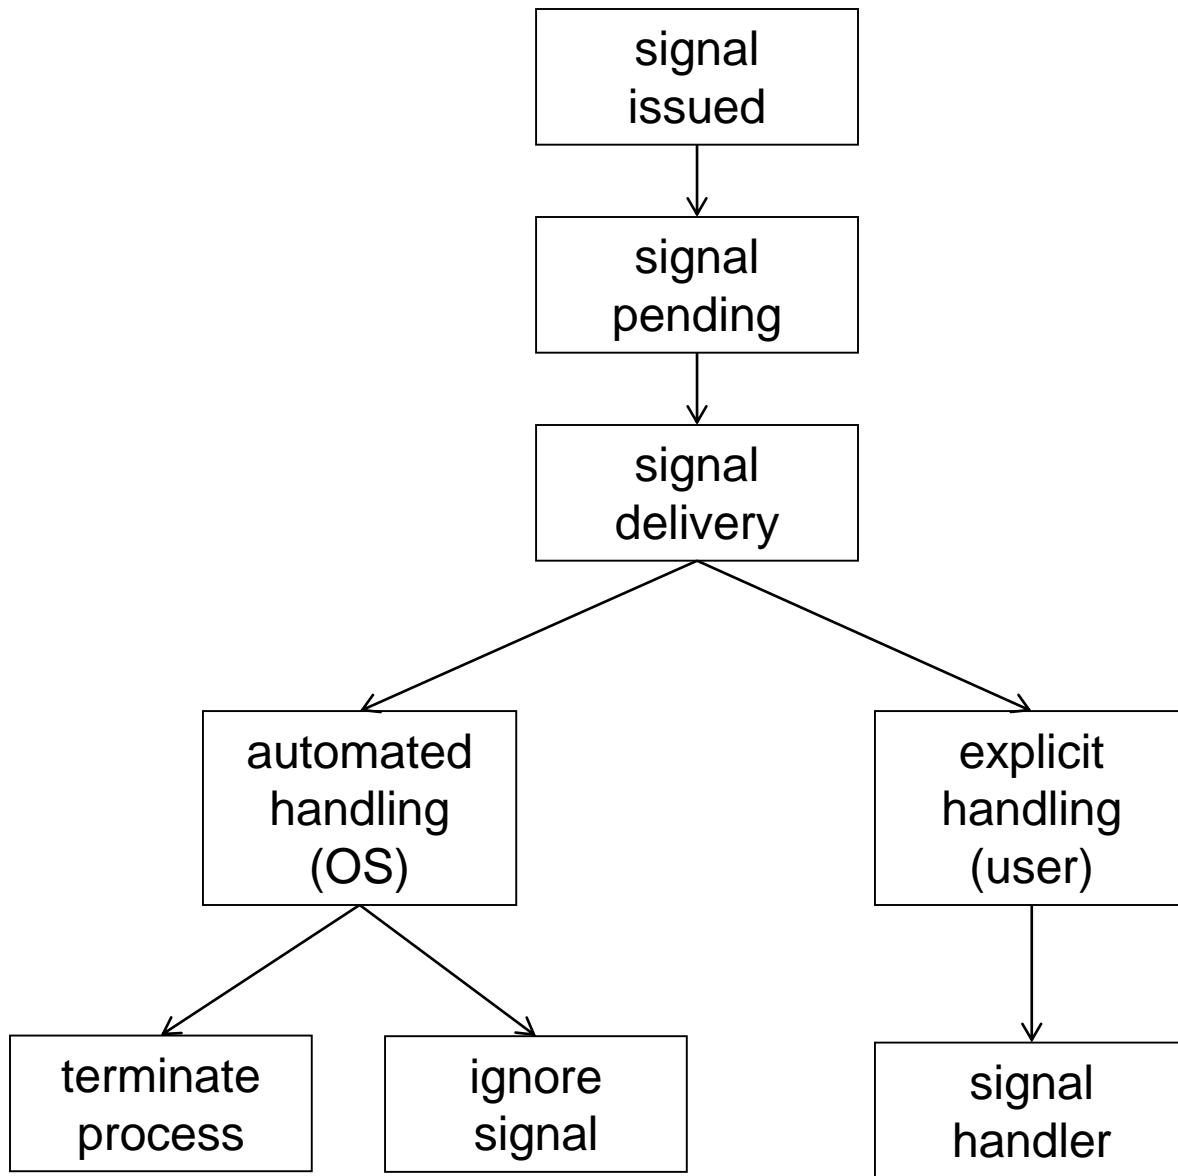 signal
issued
signal
pending
signal
delivery
automated
handling
(OS)
explicit
handling
(user)
terminate
process
ignore
signal
signal
handler